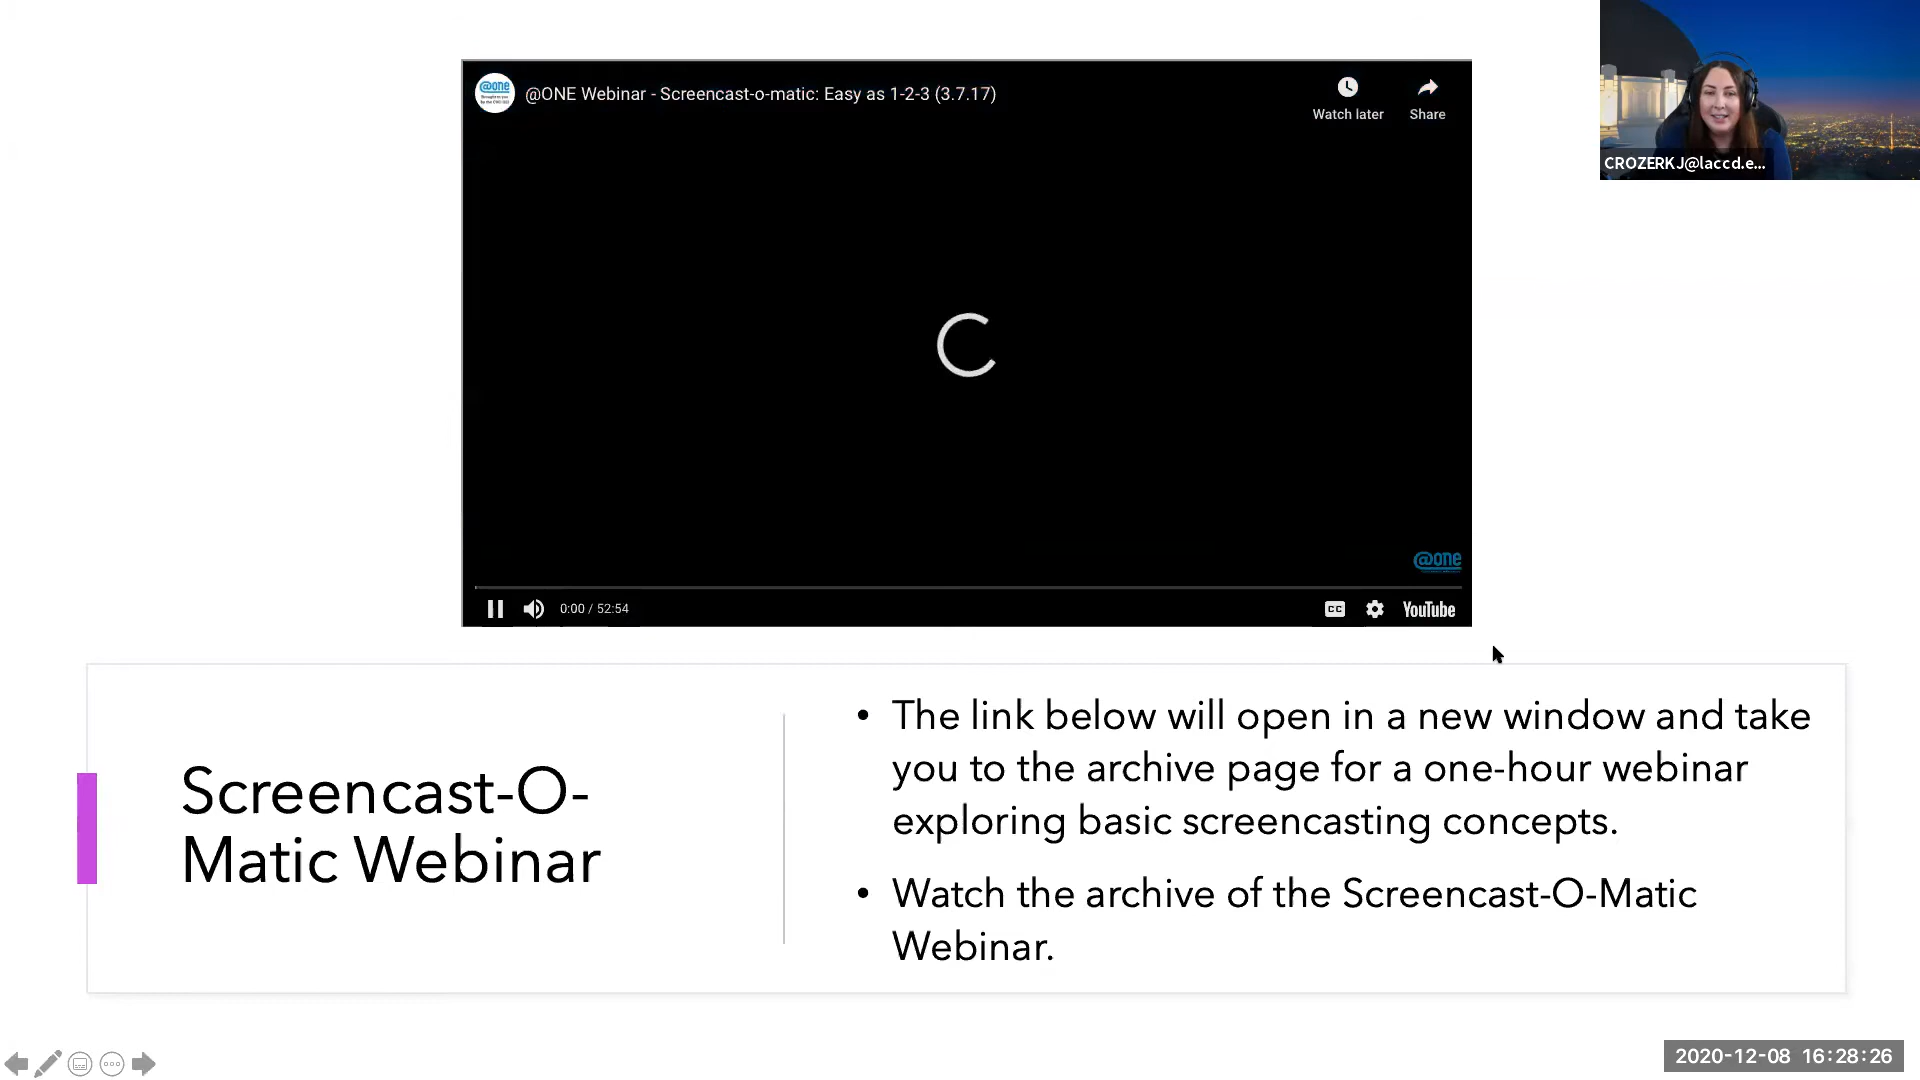 @one
@ONE Webinar - Screencast-o-matic: Easy as 1-2-3 (3.7.17)
Watch later
Share
CROZERKJ@laccd.e...
@one
0:00 / 52:54
CC
YouTube
Screencast-O-
Matic Webinar
• The link below will open in a new window and take
you to the archive page for a one-hour webinar
exploring basic screencasting concepts.
• Watch the archive of the Screencast-O-Matic
Webinar.
2020-12-08 16:28:26